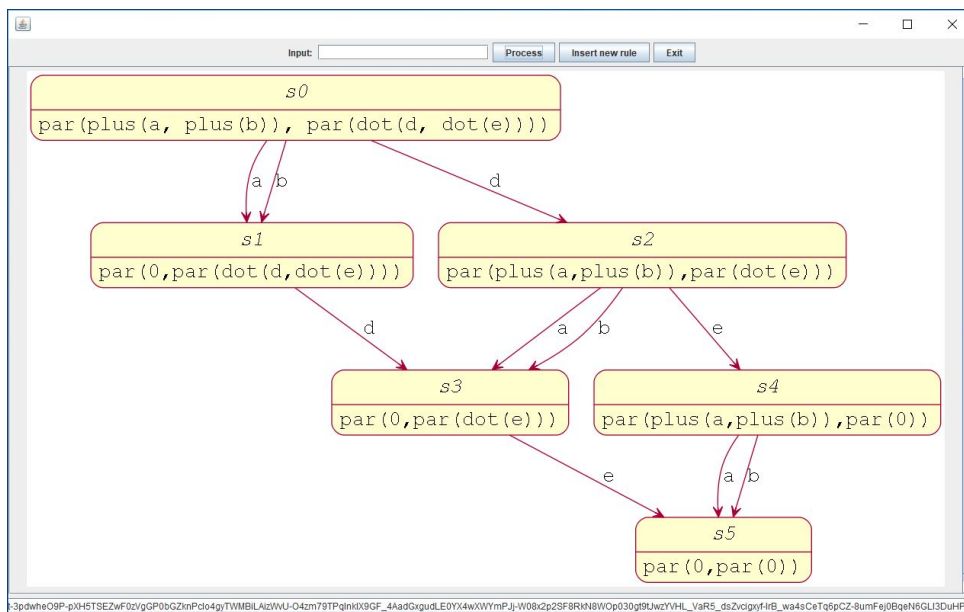 Input: Process Insert new rule Exit
s0
par(plus(a, plus(b)), par(dot(d, dot(e))))
a b d
s1 s2
par(0,par(dot(d,dot(e)))) par(plus(a,plus(b)),par(dot(e)))
d a b e
s3 s4
par(0,par(dot(e))) par(plus(a,plus(b)),par(0))
e a b
s5
par(0,par(0))